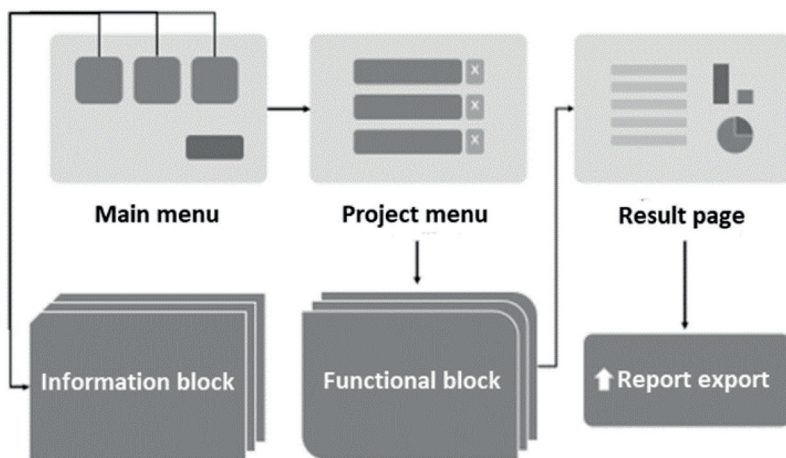 X
X
X
Main menu
Project menu
Result page
Information block
Functional block
Report export